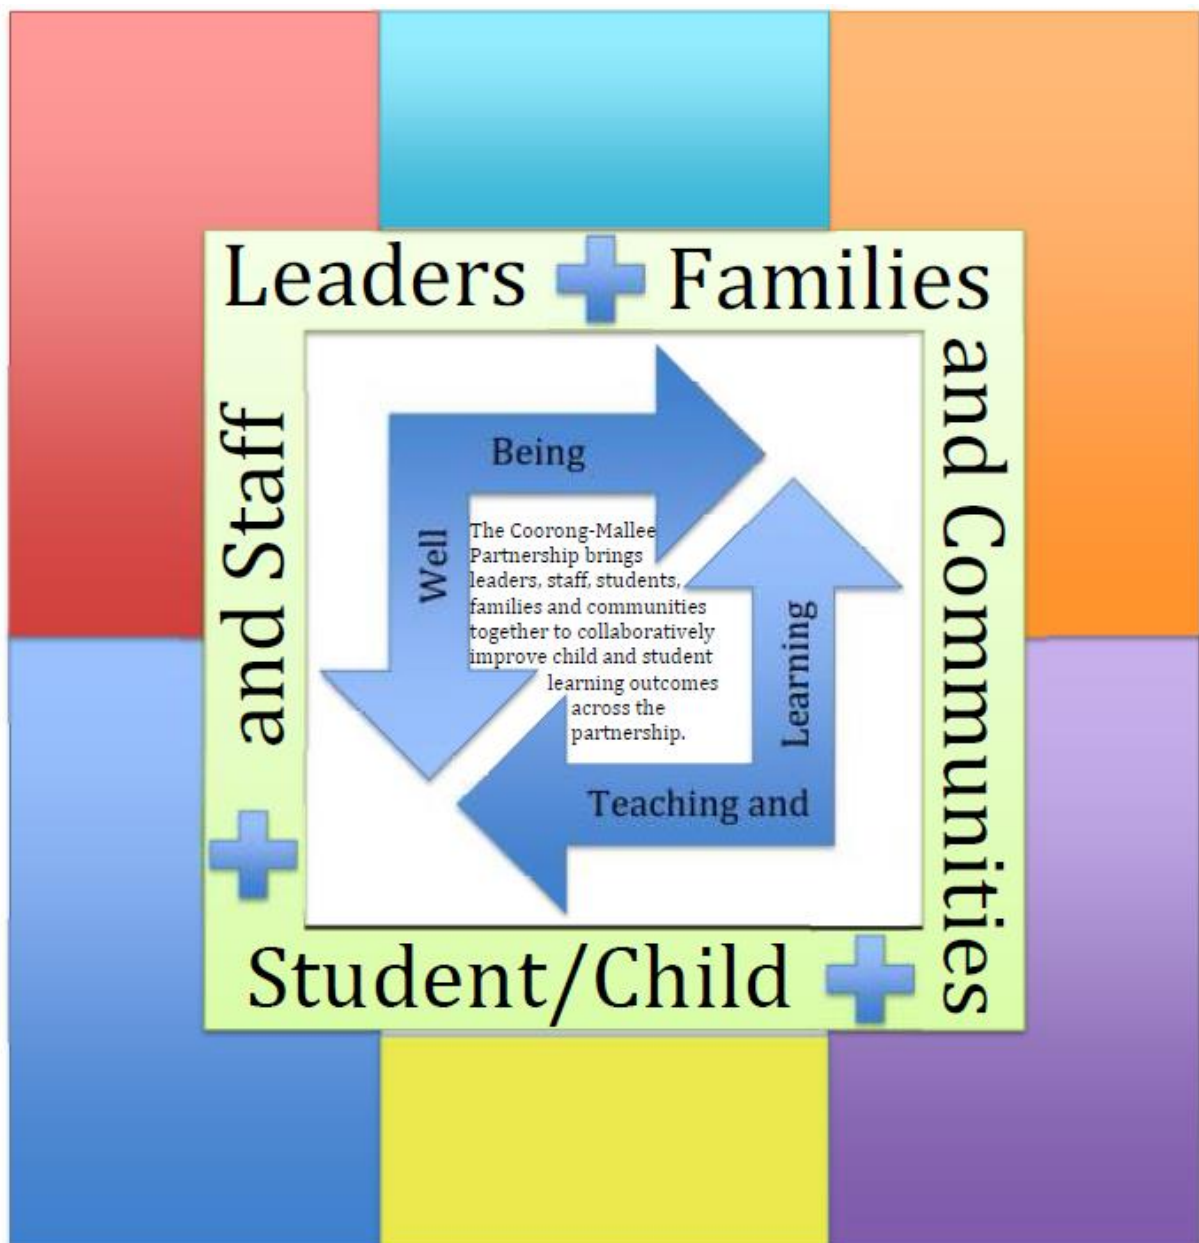 Leaders + Families
and Communities
and Staff
+
Student/Child +
Being
Well
The Coorong-Mallee
Partnership brings
leaders, staff, students,
families and communities
together to collaboratively
improve child and student
learning outcomes
across the
partnership.
Learning
Teaching and